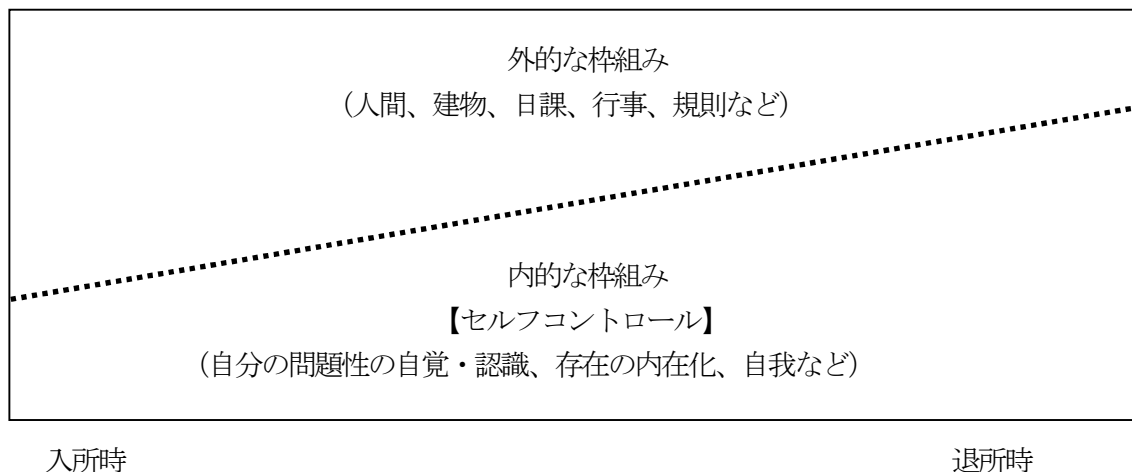 外的な枠組み
（人間、建物、日課、行事、規則など）
内的な枠組み
【セルフコントロール】
（自分の問題性の自覚・認識、存在の内在化、自我など）
入所時
退所時